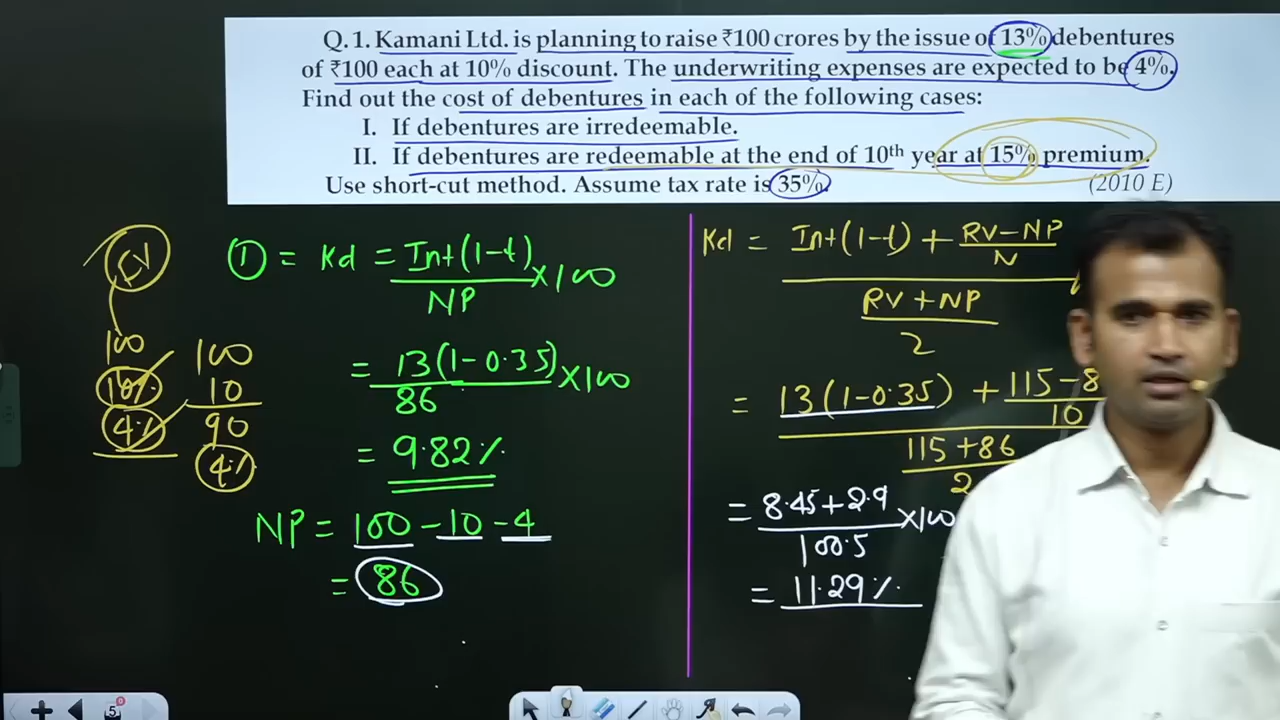 Q. 1. Kamani Ltd. is planning to raise ₹100 crores by the issue of 13% debentures
of ₹100 each at 10% discount. The underwriting expenses are expected to be 4%.
Find out the cost of debentures in each of the following cases:
I. If debentures are irredeemable.
II. If debentures are redeemable at the end of 10th year at 15% premium.
Use short-cut method. Assume tax rate is 35%.
(2010 E)
100
10%
4%
100
10
90
4%
① = Kd = Int(1-t)
NP
×100
= 13(1-0.35)
86
×100
= 9.82%
NP = 100 - 10 - 4
= 86
Kd = Int(1-t) + RV-NP
N
RV + NP
2
= 13(1-0.35) + 115-8
10
115+86
2
= 8.45+2.9
100.5
×100
= 11.29%
5